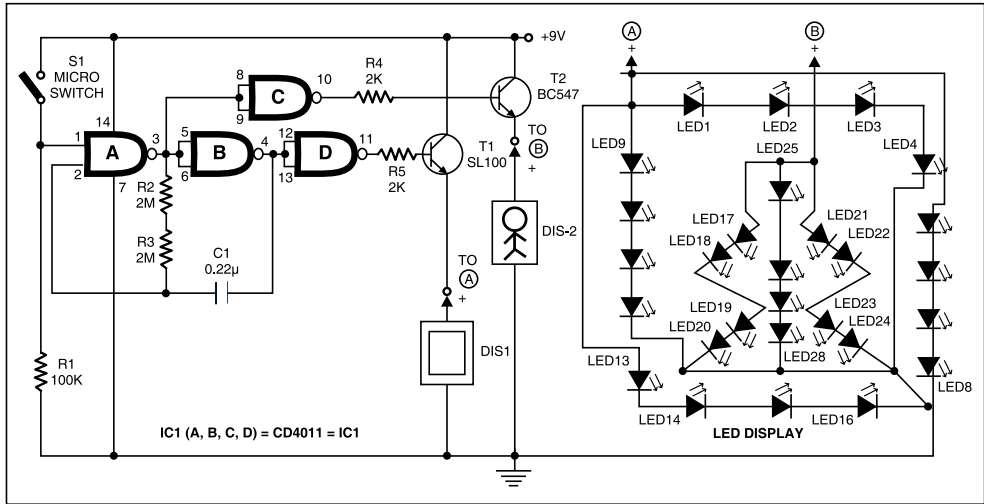 S1
MICRO
SWITCH
14
1
2
A
3
7
R2
2M
R3
2M
R1
100K
5
6
B
4
C1
0.22µ
8
9
C
10
R4
2K
12
13
D
11
R5
2K
T1
SL100
+9V
T2
BC547
TO
B
+
DIS-2
TO
A
+
DIS1
IC1 (A, B, C, D) = CD4011 = IC1
A
+
B
+
LED1
LED2
LED3
LED4
LED9
LED25
LED17
LED18
LED21
LED22
LED19
LED20
LED23
LED24
LED28
LED13
LED8
LED14
LED16
LED DISPLAY